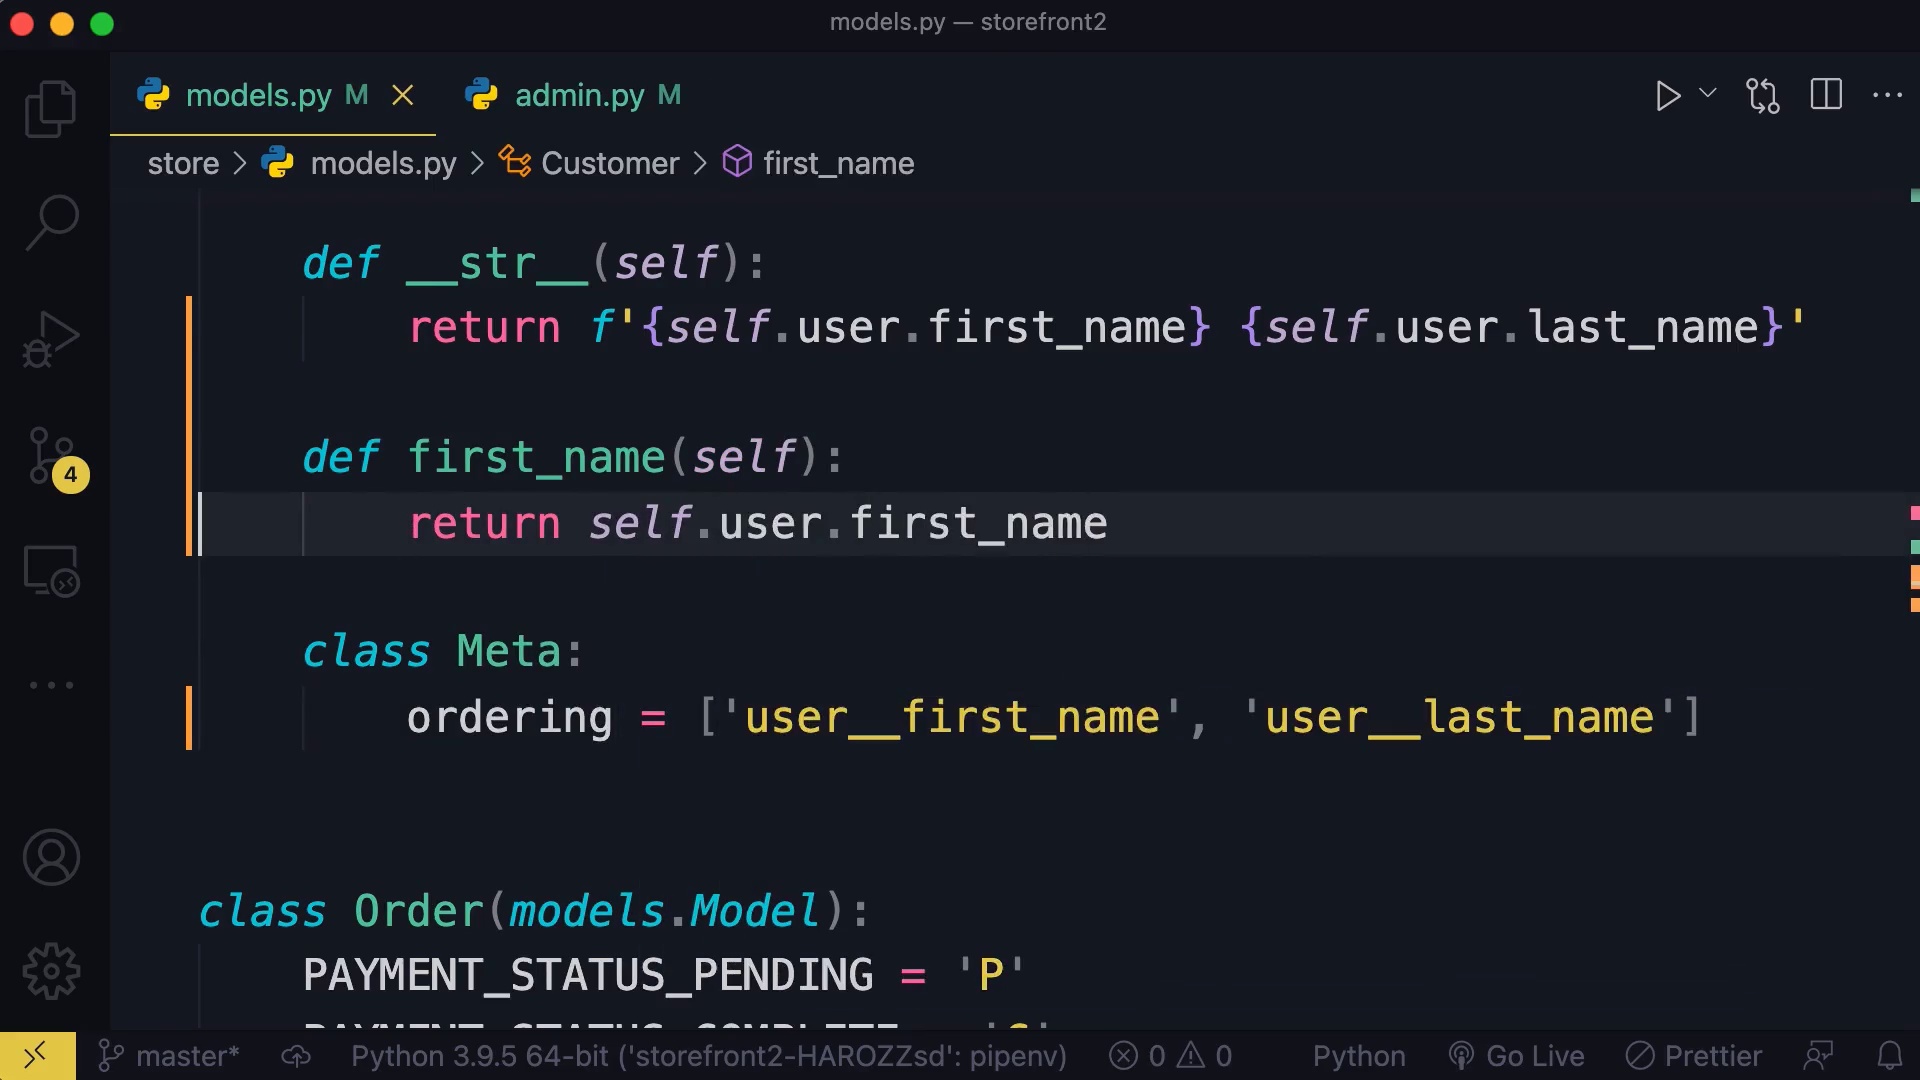 models.py — storefront2
models.py M admin.py M
store > models.py > Customer > first_name
def __str__(self):
return f'{self.user.first_name} {self.user.last_name}'
def first_name(self):
return self.user.first_name
class Meta:
ordering = ['user__first_name', 'user__last_name']
class Order(models.Model):
PAYMENT_STATUS_PENDING = 'P'
PAYMENT_STATUS_COMPLETE = 'C'
4
master* Python 3.9.5 64-bit ('storefront2-HAROZZsd': pipenv) 0 0 Python Go Live Prettier